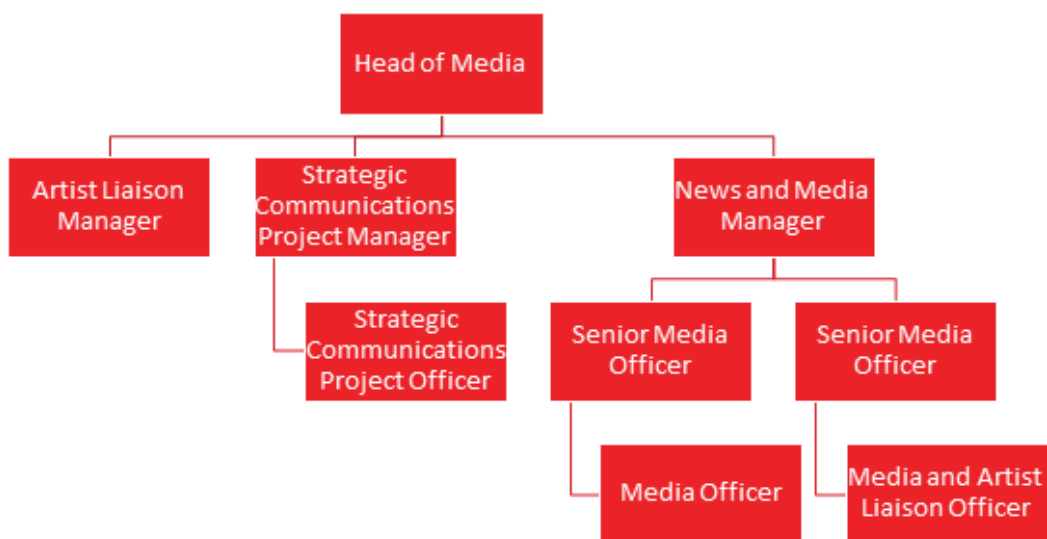 Head of Media
Artist Liaison
Manager
Strategic
Communications
Project Manager
News and Media
Manager
Strategic
Communications
Project Officer
Senior Media
Officer
Senior Media
Officer
Media Officer
Media and Artist
Liaison Officer